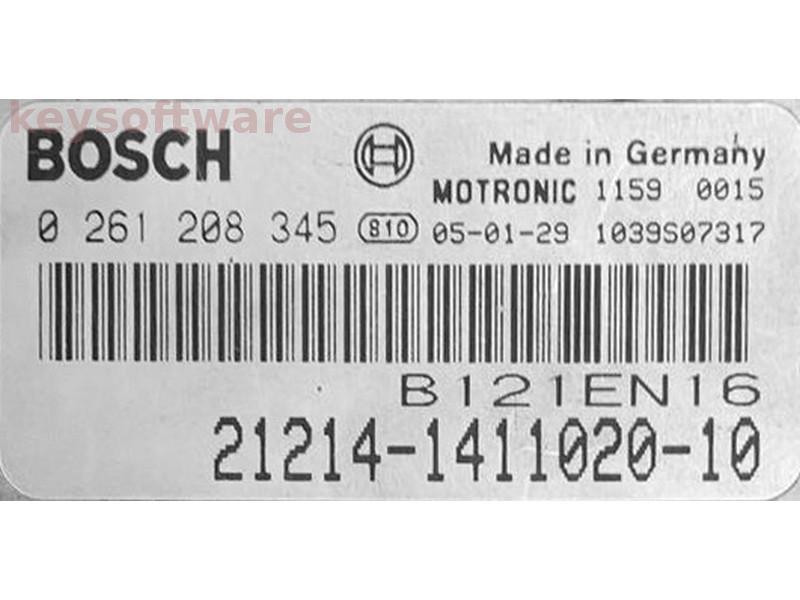 keysoftware
BOSCH
Made in Germany
MOTRONIC 1159 0015
0 261 208 345 810 05-01-29 1039S07317
B121EN16
21214-1411020-10